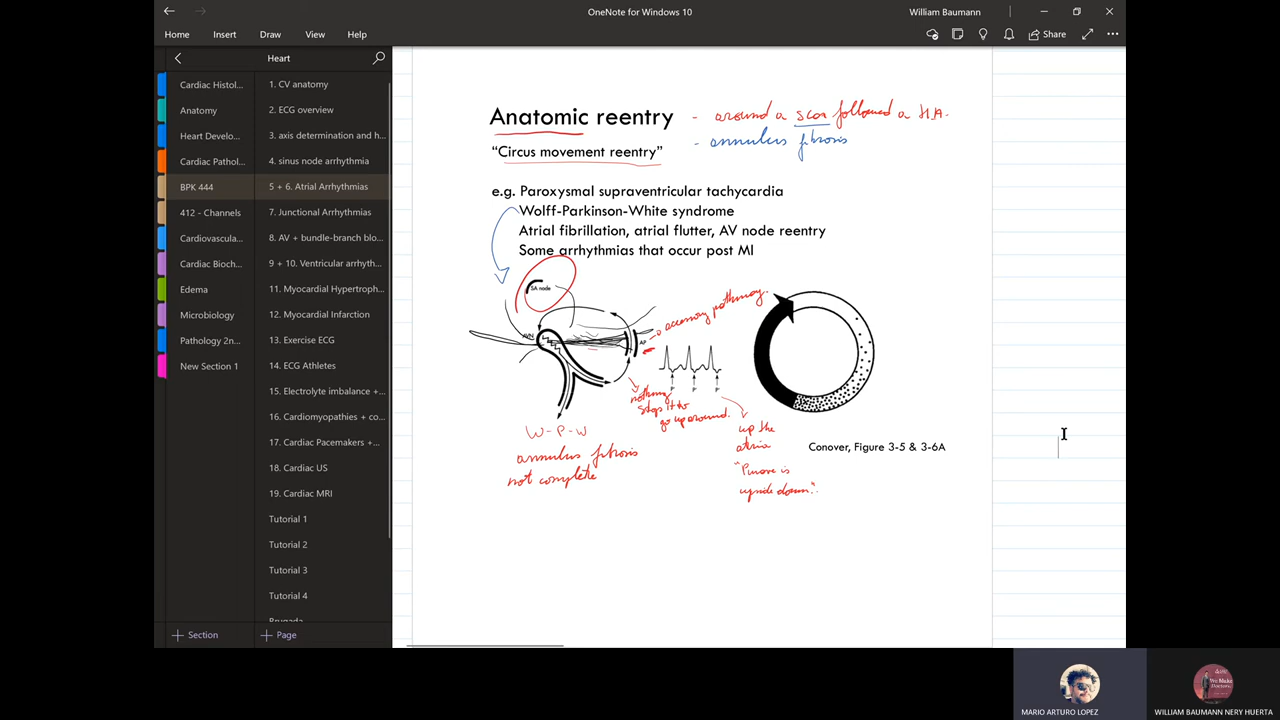 OneNote for Windows 10
William Baumann
Home Insert Draw View Help
Share
Heart
Cardiac Histol...
Anatomy
Heart Develo...
Cardiac Pathol...
BPK 444
412 - Channels
Cardiovascula...
Cardiac Bioch...
Edema
Microbiology
Pathology 2n...
New Section 1
1. CV anatomy
2. ECG overview
3. axis determination and h...
4. sinus node arrhythmia
5 + 6. Atrial Arrhythmias
7. Junctional Arrhythmias
8. AV + bundle-branch blo...
9 + 10. Ventricular arryth...
11. Myocardial Hypertroph...
12. Myocardial Infarction
13. Exercise ECG
14. ECG Athletes
15. Electrolyte imbalance +...
16. Cardiomyopathies + co...
17. Cardiac Pacemakers +...
18. Cardiac US
19. Cardiac MRI
Tutorial 1
Tutorial 2
Tutorial 3
Tutorial 4
Brugada
Section
Page
Anatomic reentry - around a scar followed a H.A.
- annulus fibrosis
"Circus movement reentry"
e.g. Paroxysmal supraventricular tachycardia
Wolff-Parkinson-White syndrome
Atrial fibrillation, atrial flutter, AV node reentry
Some arrhythmias that occur post MI
SA node
accessory pathway.
AVN
AP
P' P' P'
nothing
stops it to
go up around.
up the
atria
"P wave is
upside down".
W-P-W
annulus fibrosis
not complete
Conover, Figure 3-5 & 3-6A
MARIO ARTURO LOPEZ
WILLIAM BAUMANN NERY HUERTA